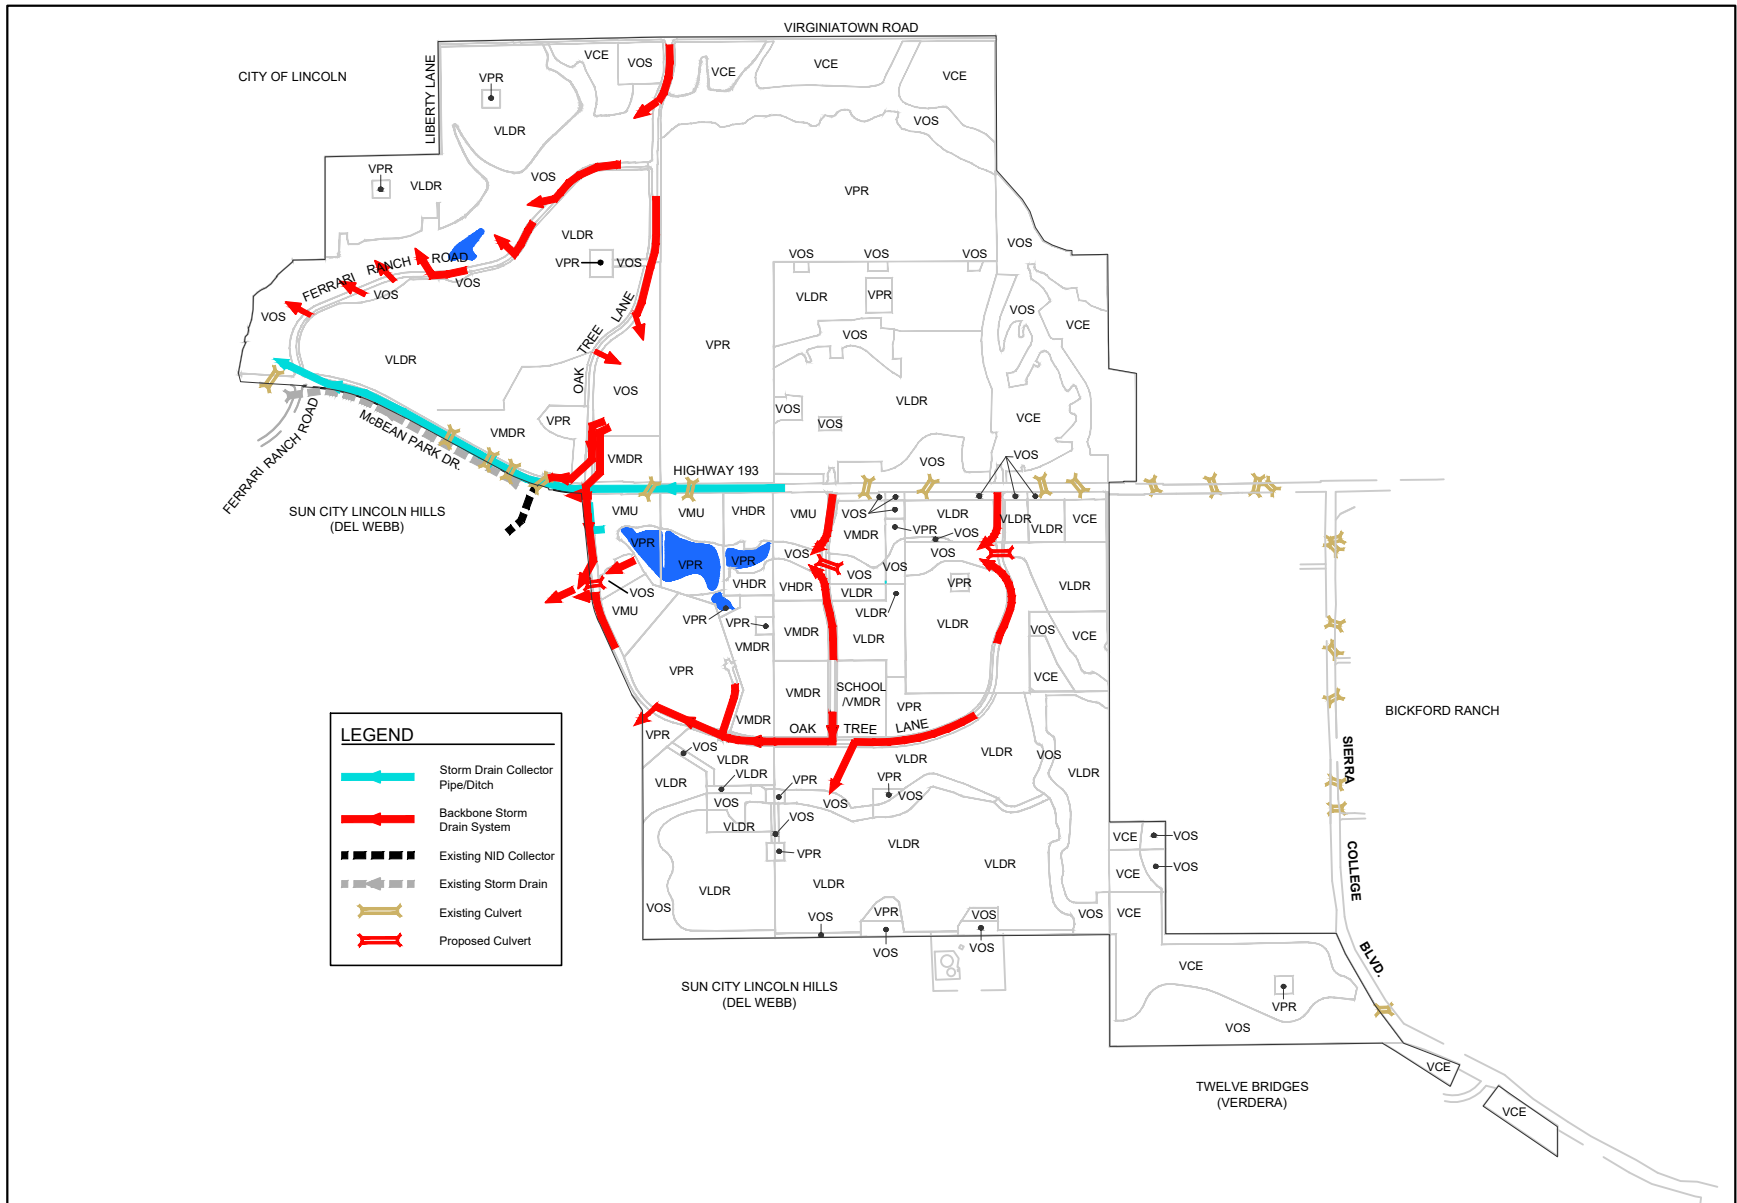 VIRGINIATOWN ROAD
CITY OF LINCOLN
LIBERTY LANE
VCE
VOS
VCE
VCE
VCE
VPR
VLDR
VOS
VPR
VLDR
VOS
VPR
VLDR
VPR
VOS
VOS
VOS
VOS
VOS
FERRARI RANCH ROAD
VOS
VOS
VOS
VLDR
VPR
VOS
VCE
OAK TREE LANE
VOS
VPR
VLDR
VOS
VLDR
VOS
VOS
VCE
VPR
VMDR
McBEAN PARK DR.
FERRARI RANCH ROAD
VMDR
HIGHWAY 193
VOS
VOS
SUN CITY LINCOLN HILLS
(DEL WEBB)
VMU
VMU
VHDR
VMU
VOS
VMDR
VPR
VOS
VLDR
VLDR
VLDR
VCE
VPR
VPR
VPR
VOS
VOS
VOS
VOS
VPR
VLDR
VOS
VMU
VHDR
VHDR
VLDR
VLDR
VPR
VPR
VMDR
VMDR
VLDR
VLDR
VOS
VCE
VPR
VMDR
SCHOOL
/VMDR
VPR
VCE
VMDR
OAK TREE LANE
BICKFORD RANCH
VPR
VOS
VLDR
VLDR
VLDR
VOS
VLDR
VLDR
VLDR
VPR
VPR
VOS
VOS
VOS
VLDR
VOS
VPR
VLDR
VLDR
VLDR
VLDR
VOS
VOS
VPR
VOS
VOS
VOS
VOS
VCE
VOS
VCE
VOS
VCE
SIERRA COLLEGE BLVD.
VCE
VPR
VOS
SUN CITY LINCOLN HILLS
(DEL WEBB)
VCE
VCE
TWELVE BRIDGES
(VERDERA)
LEGEND
Storm Drain Collector
Pipe/Ditch
Backbone Storm
Drain System
Existing NID Collector
Existing Storm Drain
Existing Culvert
Proposed Culvert